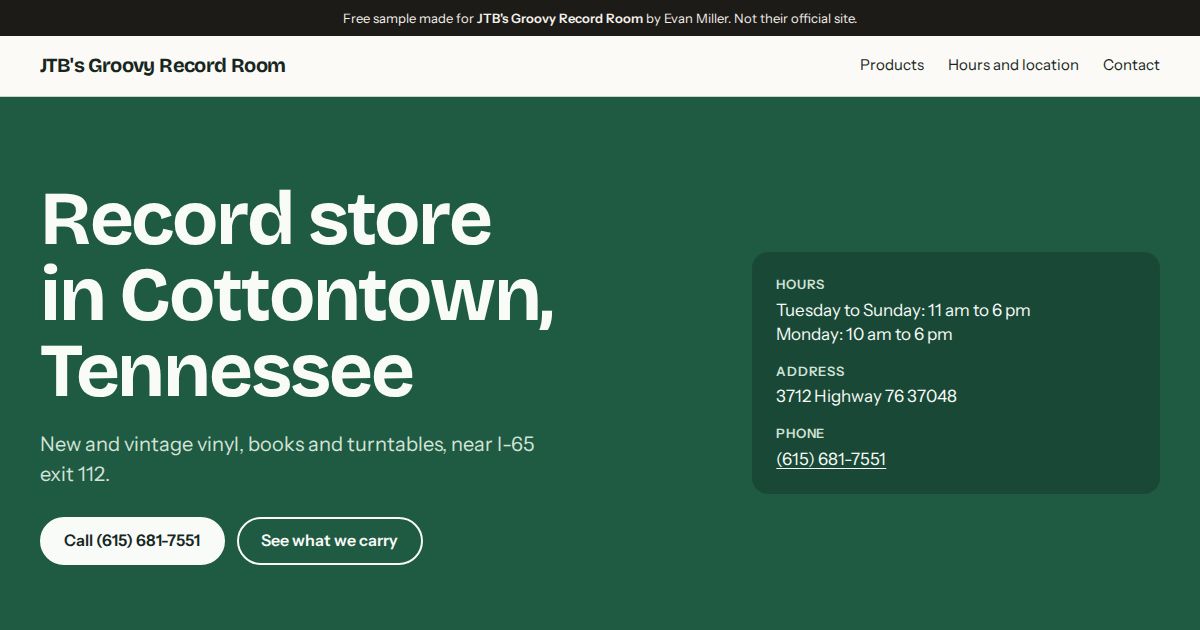 Free sample made for JTB's Groovy Record Room by Evan Miller. Not their official site.
JTB's Groovy Record Room
Products
Hours and location
Contact
Record store
in Cottontown,
Tennessee
New and vintage vinyl, books and turntables, near I-65
exit 112.
Call (615) 681-7551
See what we carry
HOURS
Tuesday to Sunday: 11 am to 6 pm
Monday: 10 am to 6 pm
ADDRESS
3712 Highway 76 37048
PHONE
(615) 681-7551